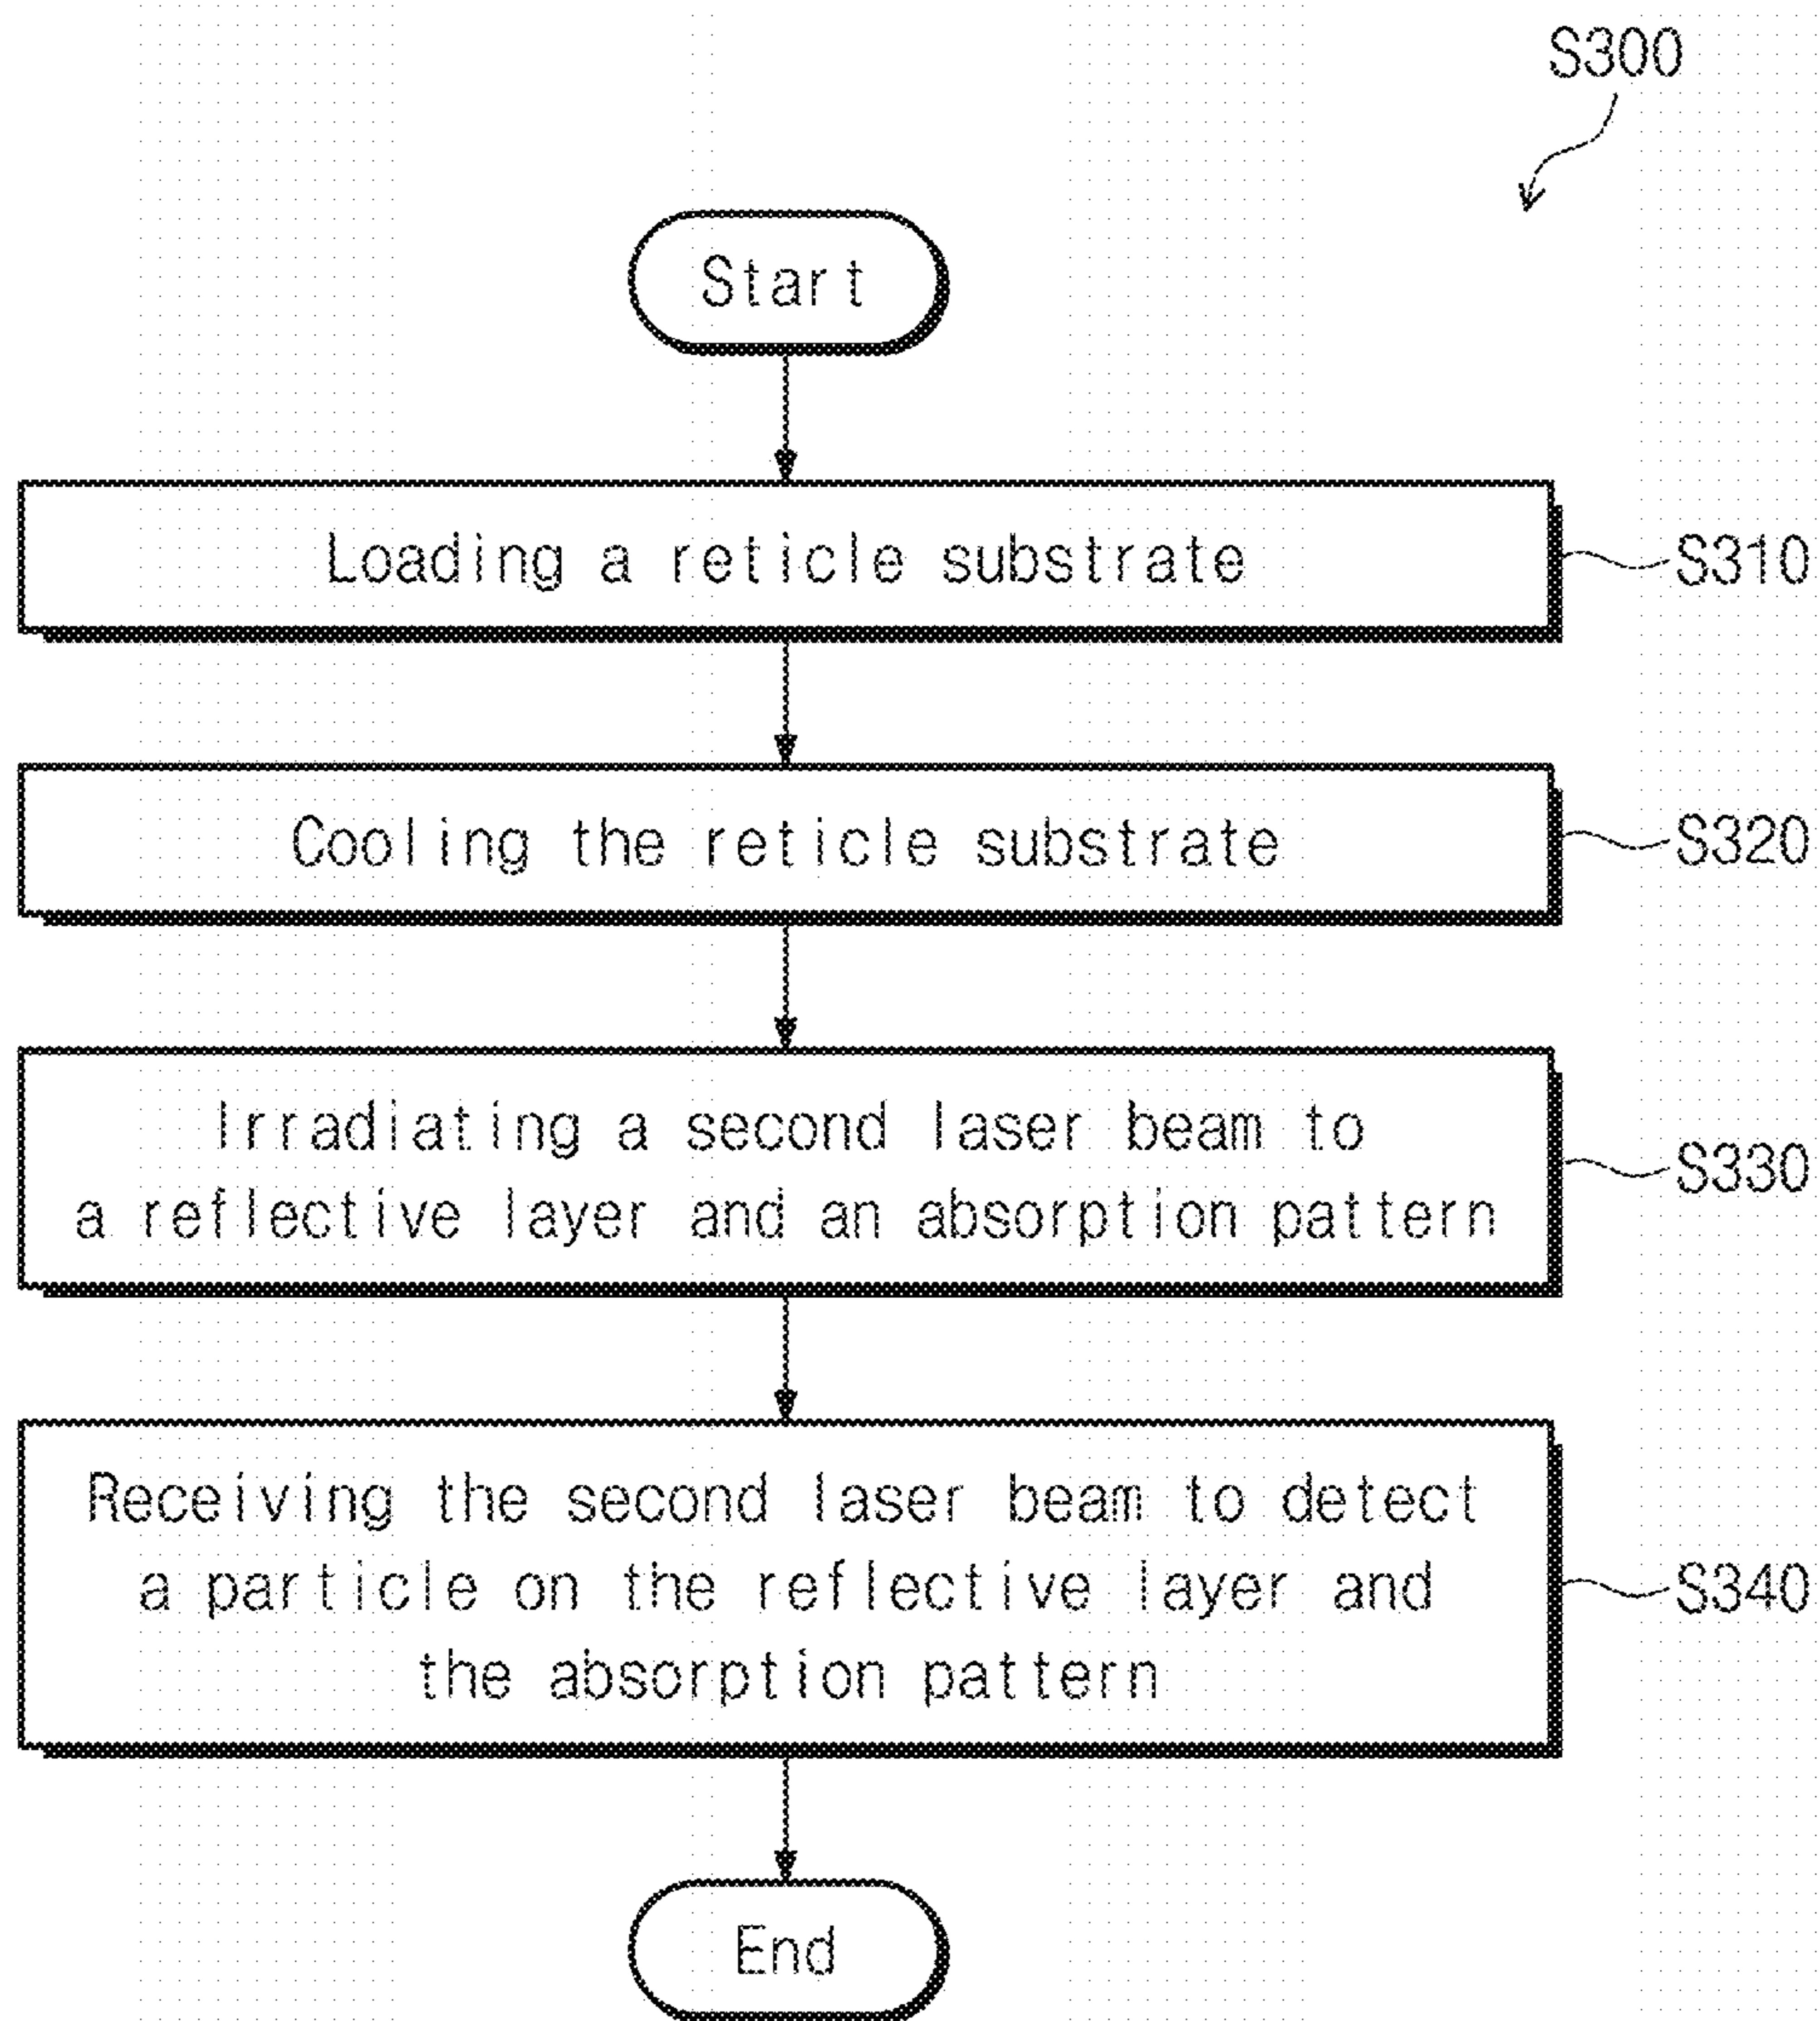 S300
Start
Loading a reticle substrate
S310
Cooling the reticle substrate
S320
Irradiating a second laser beam to
a reflective layer and an absorption pattern
S330
Receiving the second laser beam to detect
a particle on the reflective layer and
the absorption pattern
S340
End